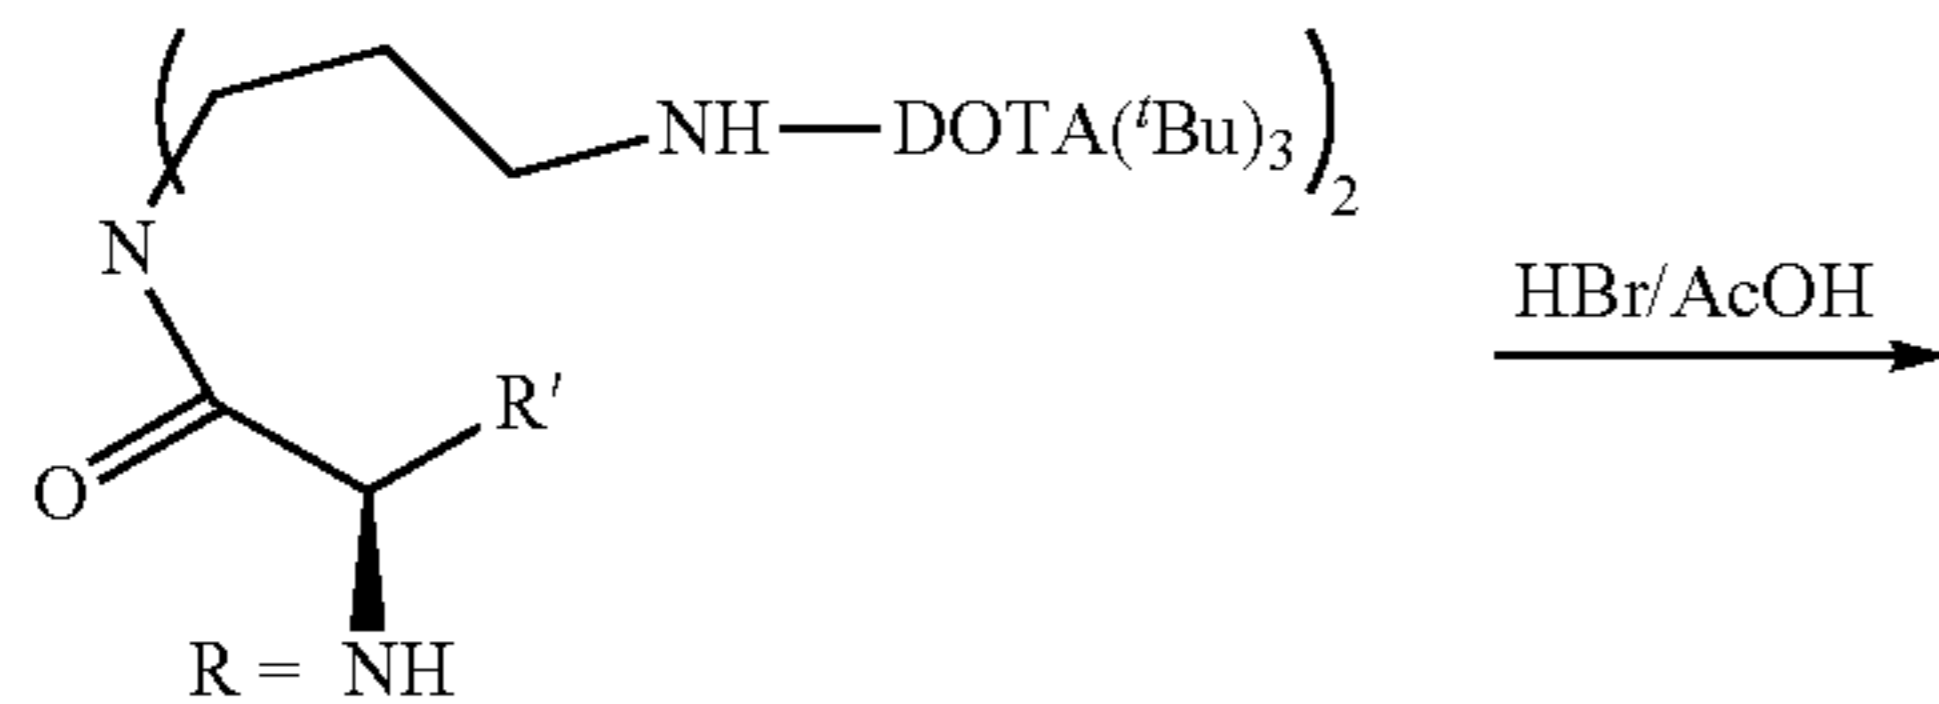 NH—DOTA(ᵗBu)₃
2
N
HBr/AcOH
R'
O
R = NH